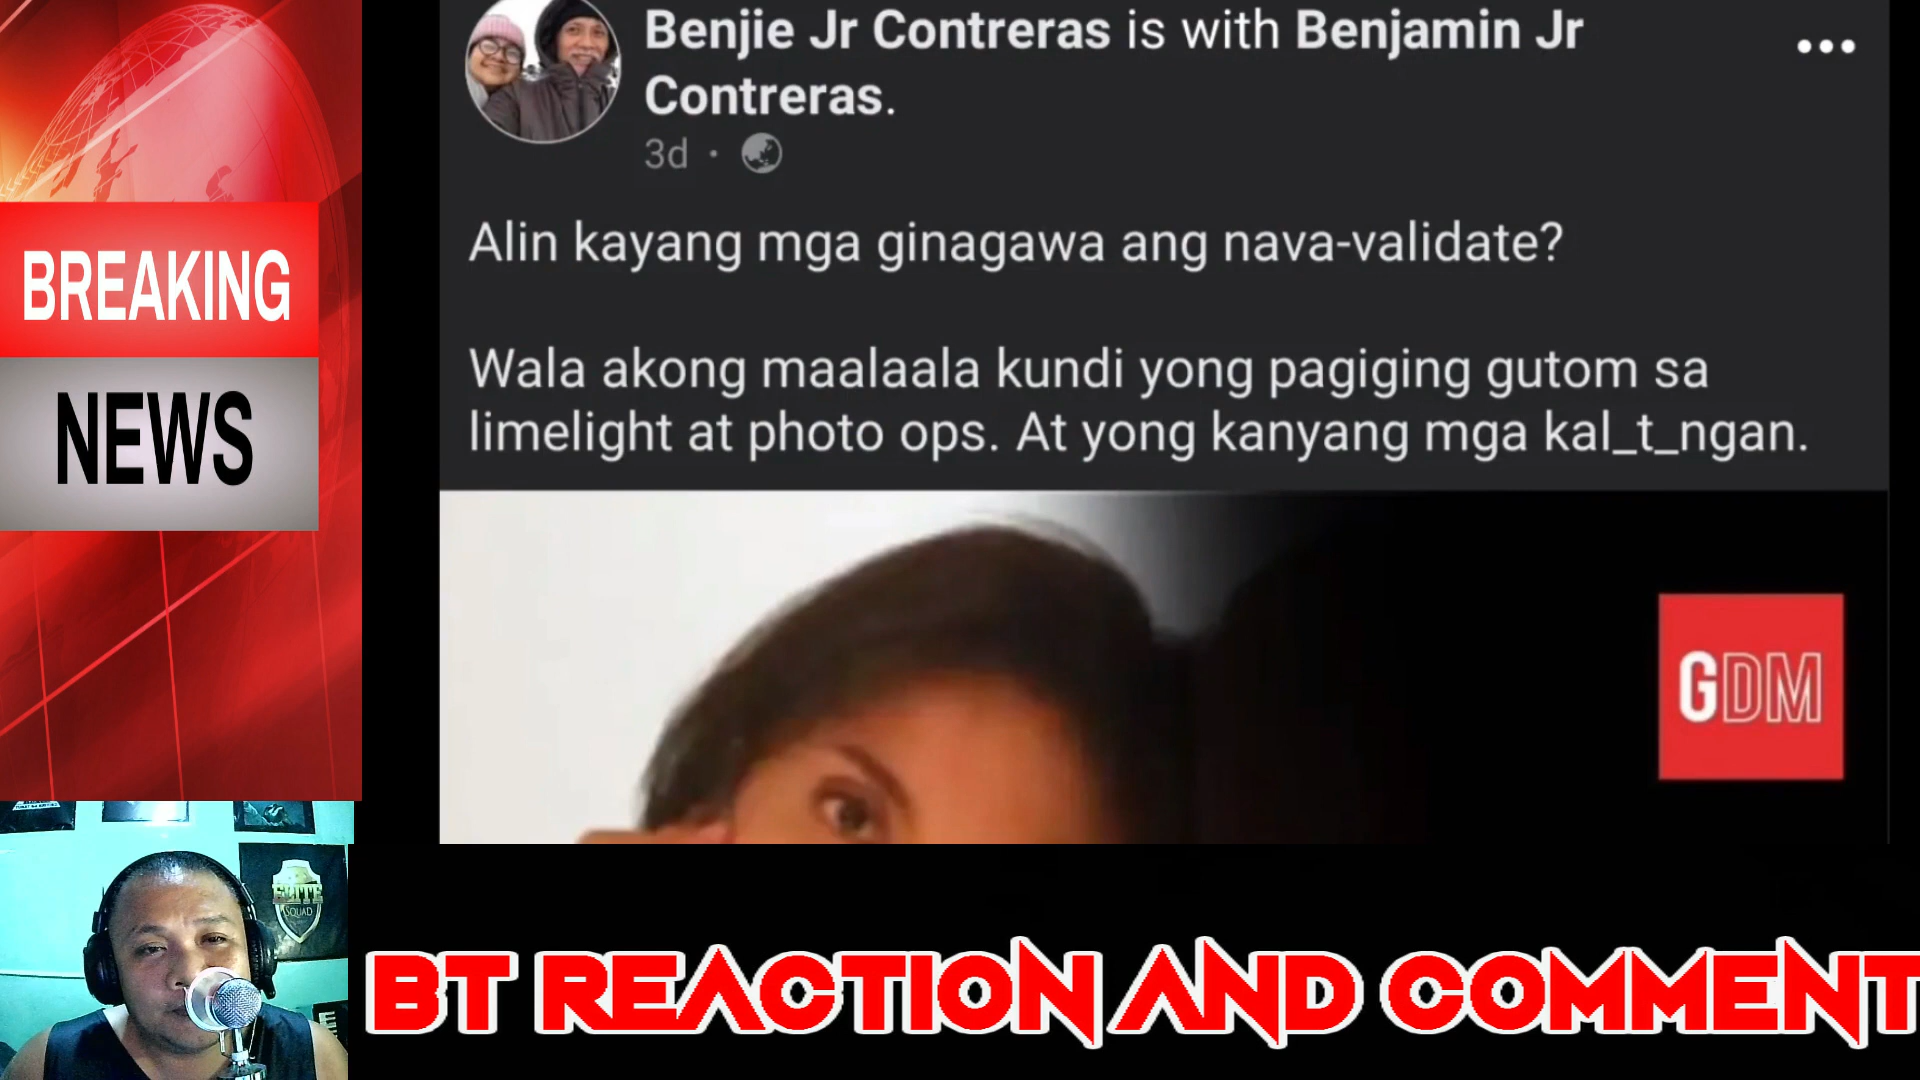 Benjie Jr Contreras is with Benjamin Jr
Contreras.
3d ·
Alin kayang mga ginagawa ang nava-validate?
Wala akong maalaala kundi yong pagiging gutom sa
limelight at photo ops. At yong kanyang mga kal_t_ngan.
BREAKING
NEWS
GDM
ELITE
SQUAD
BT REACTION AND COMMENT